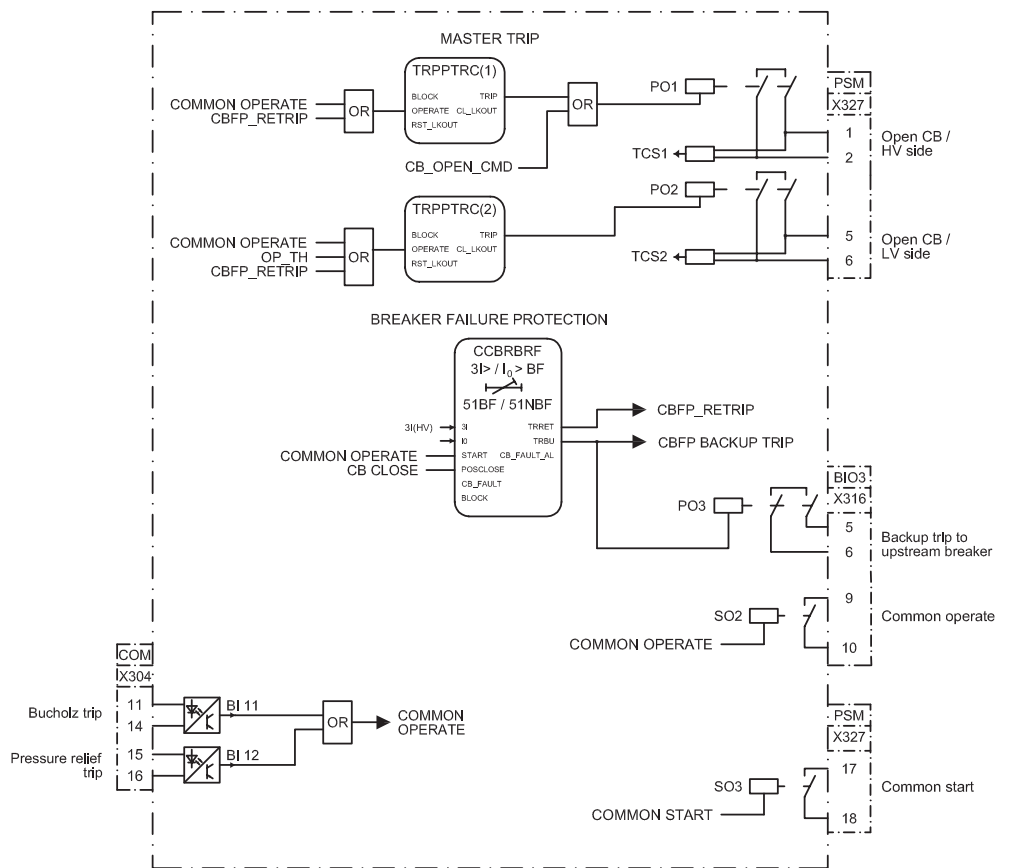 MASTER TRIP
TRPPTRC(1)
BLOCK TRIP
OPERATE CL_LKOUT
RST_LKOUT
COMMON OPERATE
CBFP_RETRIP
OR
OR
CB_OPEN_CMD
PO1
TCS1
PSM
X327
1
2
Open CB /
HV side
TRPPTRC(2)
BLOCK TRIP
OPERATE CL_LKOUT
RST_LKOUT
COMMON OPERATE
OP_TH
CBFP_RETRIP
OR
PO2
TCS2
5
6
Open CB /
LV side
BREAKER FAILURE PROTECTION
CCBRBRF
3I> / I0 > BF
51BF / 51NBF
3I(HV)
3I TRRET
I0 TRBU
START CB_FAULT_AL
POSCLOSE
CB_FAULT
BLOCK
COMMON OPERATE
CB CLOSE
CBFP_RETRIP
CBFP BACKUP TRIP
PO3
BIO3
X316
5
6
Backup trip to
upstream breaker
SO2
COMMON OPERATE
9
10
Common operate
COM
X304
Bucholz trip
11
14
BI 11
Pressure relief
trip
15
16
BI 12
OR
COMMON
OPERATE
PSM
X327
SO3
COMMON START
17
18
Common start